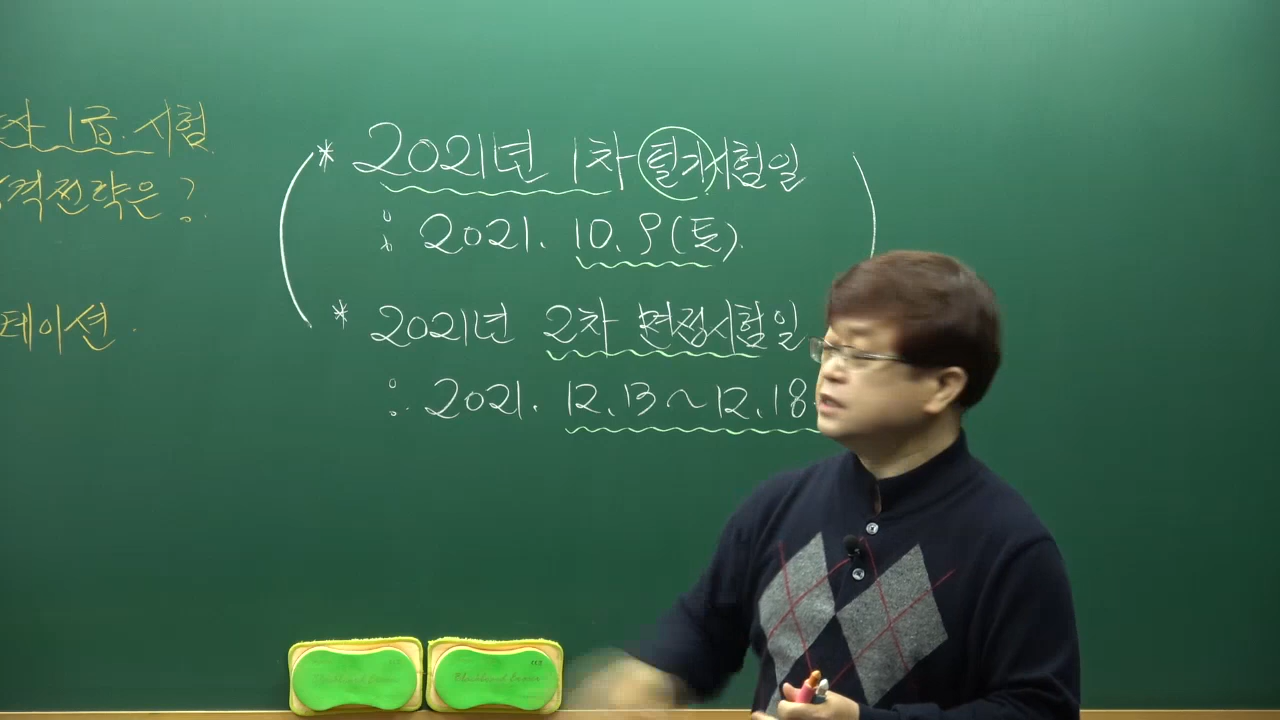 1급 시험
격전략은?
테이션.
* 2021년 1차 필기시험일
: 2021. 10. 9(토).
* 2021년 2차 면접시험일
: 2021. 12.13~12.18